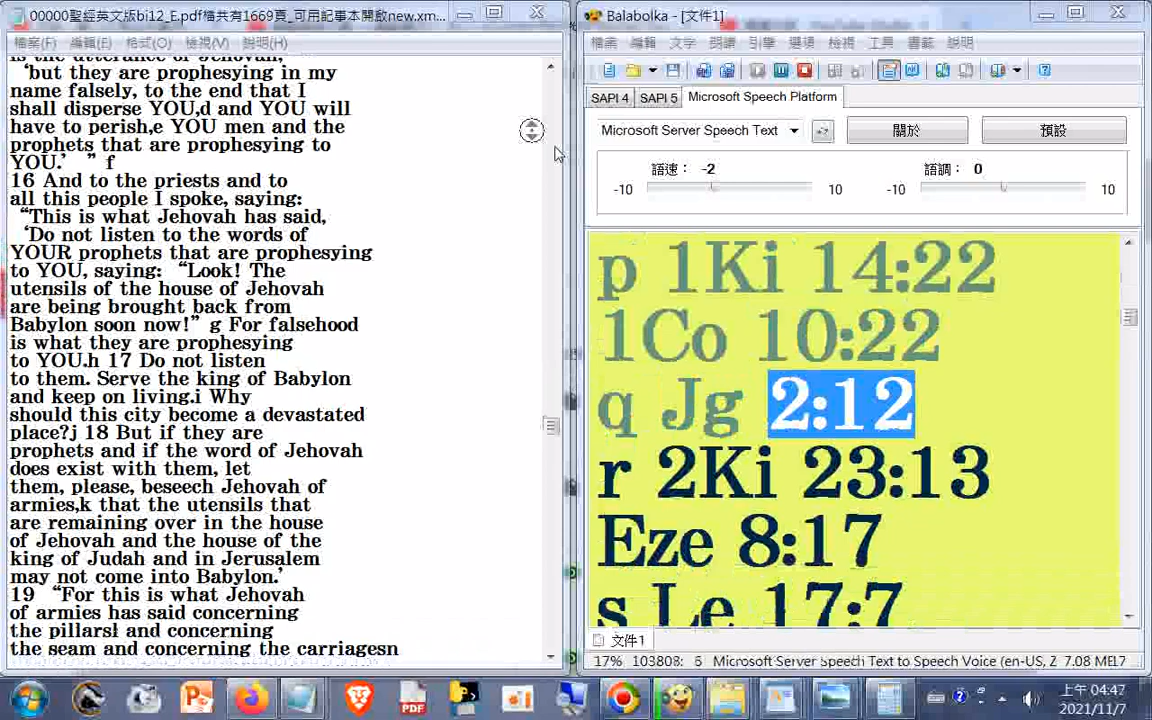 00000聖經英文版bi12_E.pdf檔共有1669頁_可用記事本開啟new.xm...
檔案(F) 編輯(E) 格式(O) 檢視(V) 說明(H)
is the utterance of Jehovah,
‘but they are prophesying in my
name falsely, to the end that I
shall disperse YOU,d and YOU will
have to perish,e YOU men and the
prophets that are prophesying to
YOU.’ ” f
16 And to the priests and to
all this people I spoke, saying:
“This is what Jehovah has said,
‘Do not listen to the words of
YOUR prophets that are prophesying
to YOU, saying: “Look! The
utensils of the house of Jehovah
are being brought back from
Babylon soon now!” g For falsehood
is what they are prophesying
to YOU.h 17 Do not listen
to them. Serve the king of Babylon
and keep on living.i Why
should this city become a devastated
place?j 18 But if they are
prophets and if the word of Jehovah
does exist with them, let
them, please, beseech Jehovah of
armies,k that the utensils that
are remaining over in the house
of Jehovah and the house of the
king of Judah and in Jerusalem
may not come into Babylon.’
19 “For this is what Jehovah
of armies has said concerning
the pillarsl and concerning
the seam and concerning the carriagesn
Balabolka - [文件1]
檔案 編輯 文字 朗讀 引擎 選項 檢視 工具 書籤 說明
SAPI 4 SAPI 5 Microsoft Speech Platform
Microsoft Server Speech Text 關於 預設
語速： -2 語調： 0
-10 10 -10 10
p 1Ki 14:22
1Co 10:22
q Jg 2:12
r 2Ki 23:13
Eze 8:17
s Le 17:7
文件1
17% 103808: 6 Microsoft Server Speech Text to Speech Voice (en-US, Z 7.08 MEL7
PDF
上午 04:47
2021/11/7